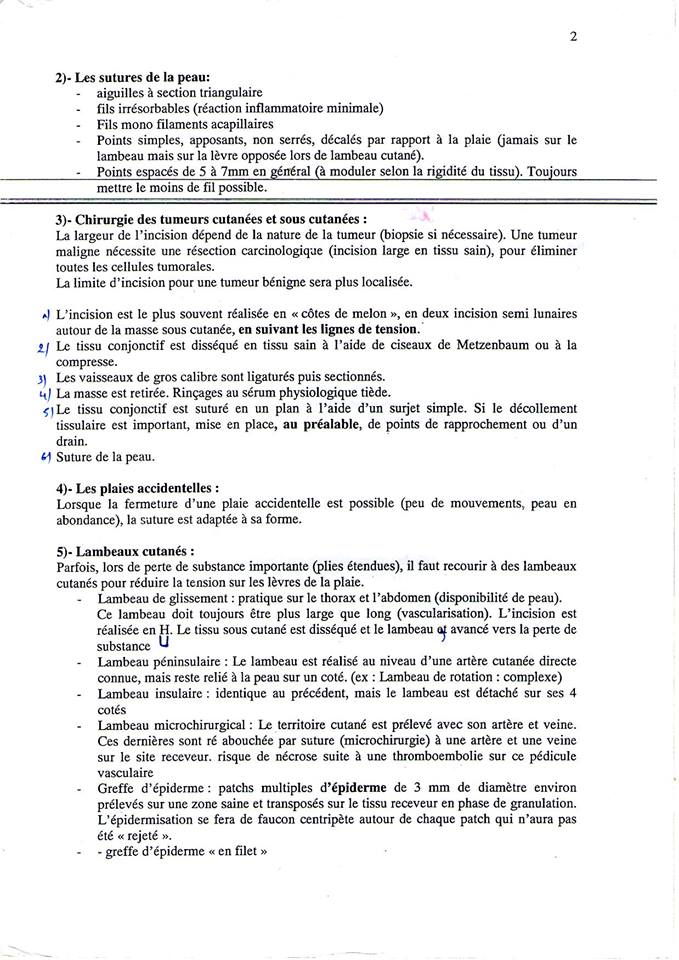 2
2)- Les sutures de la peau:
- aiguilles à section triangulaire
- fils irrésorbables (réaction inflammatoire minimale)
- Fils mono filaments acapillaires
- Points simples, apposants, non serrés, décalés par rapport à la plaie (jamais sur le
lambeau mais sur la lèvre opposée lors de lambeau cutané).
- Points espacés de 5 à 7mm en général (à moduler selon la rigidité du tissu). Toujours
mettre le moins de fil possible.
3)- Chirurgie des tumeurs cutanées et sous cutanées :
La largeur de l'incision dépend de la nature de la tumeur (biopsie si nécessaire). Une tumeur
maligne nécessite une résection carcinologique (incision large en tissu sain), pour éliminer
toutes les cellules tumorales.
La limite d'incision pour une tumeur bénigne sera plus localisée.
1) L'incision est le plus souvent réalisée en « côtes de melon », en deux incision semi lunaires
autour de la masse sous cutanée, en suivant les lignes de tension.
2) Le tissu conjonctif est disséqué en tissu sain à l'aide de ciseaux de Metzenbaum ou à la
compresse.
3) Les vaisseaux de gros calibre sont ligaturés puis sectionnés.
4) La masse est retirée. Rinçages au sérum physiologique tiède.
5) Le tissu conjonctif est suturé en un plan à l'aide d'un surjet simple. Si le décollement
tissulaire est important, mise en place, au préalable, de points de rapprochement ou d'un
drain.
6) Suture de la peau.
4)- Les plaies accidentelles :
Lorsque la fermeture d'une plaie accidentelle est possible (peu de mouvements, peau en
abondance), la suture est adaptée à sa forme.
5)- Lambeaux cutanés :
Parfois, lors de perte de substance importante (plies étendues), il faut recourir à des lambeaux
cutanés pour réduire la tension sur les lèvres de la plaie.
- Lambeau de glissement : pratique sur le thorax et l'abdomen (disponibilité de peau).
Ce lambeau doit toujours être plus large que long (vascularisation). L'incision est
réalisée en H. Le tissu sous cutané est disséqué et le lambeau et avancé vers la perte de
substance U
- Lambeau péninsulaire : Le lambeau est réalisé au niveau d'une artère cutanée directe
connue, mais reste relié à la peau sur un coté. (ex : Lambeau de rotation : complexe)
- Lambeau insulaire : identique au précédent, mais le lambeau est détaché sur ses 4
cotés
- Lambeau microchirurgical : Le territoire cutané est prélevé avec son artère et veine.
Ces dernières sont ré abouchée par suture (microchirurgie) à une artère et une veine
sur le site receveur. risque de nécrose suite à une thromboembolie sur ce pédicule
vasculaire
- Greffe d'épiderme : patchs multiples d'épiderme de 3 mm de diamètre environ
prélevés sur une zone saine et transposés sur le tissu receveur en phase de granulation.
L'épidermisation se fera de faucon centripète autour de chaque patch qui n'aura pas
été « rejeté ».
- - greffe d'épiderme « en filet »